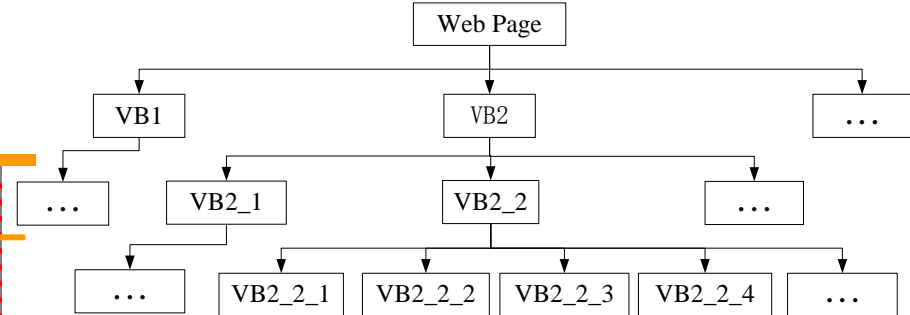 Web Page
VB1
VB2
...
...
VB2_1
VB2_2
...
...
VB2_2_1
VB2_2_2
VB2_2_3
VB2_2_4
...